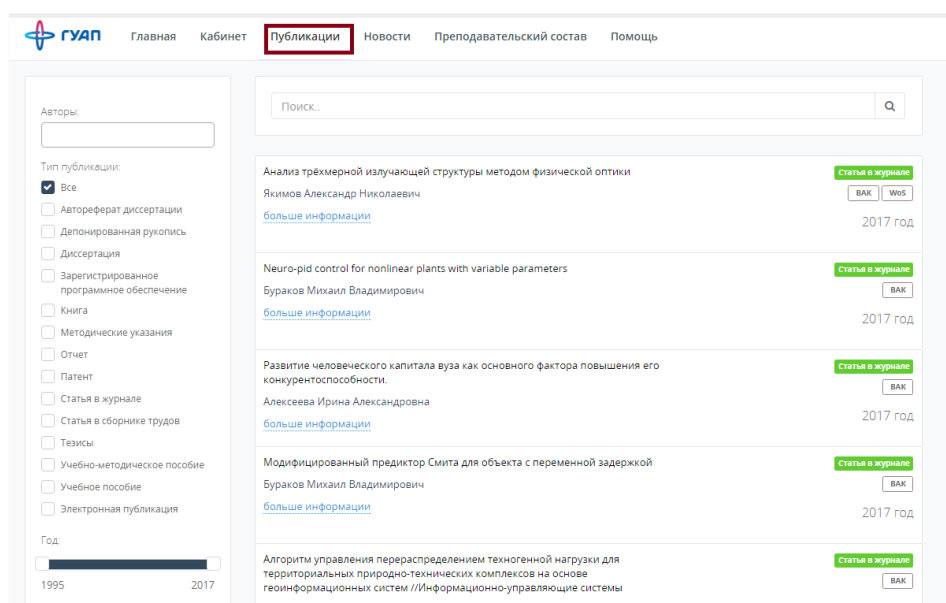 ГУАП
Главная Кабинет Публикации Новости Преподавательский состав Помощь
Авторы:
Тип публикации:
Все
Автореферат диссертации
Депонированная рукопись
Диссертация
Зарегистрированное
программное обеспечение
Книга
Методические указания
Отчет
Патент
Статья в журнале
Статья в сборнике трудов
Тезисы
Учебно-методическое пособие
Учебное пособие
Электронная публикация
Год:
1995 2017
Поиск..
Анализ трёхмерной излучающей структуры методом физической оптики
Статья в журнале
Якимов Александр Николаевич
ВАК WoS
больше информации
2017 год
Neuro-pid control for nonlinear plants with variable parameters
Статья в журнале
Бураков Михаил Владимирович
ВАК
больше информации
2017 год
Развитие человеческого капитала вуза как основного фактора повышения его
конкурентоспособности.
Статья в журнале
ВАК
Алексеева Ирина Александровна
больше информации
2017 год
Модифицированный предиктор Смита для объекта с переменной задержкой
Статья в журнале
Бураков Михаил Владимирович
ВАК
больше информации
2017 год
Алгоритм управления перераспределением техногенной нагрузки для
территориальных природно-технических комплексов на основе
геоинформационных систем //Информационно-управляющие системы
Статья в журнале
ВАК